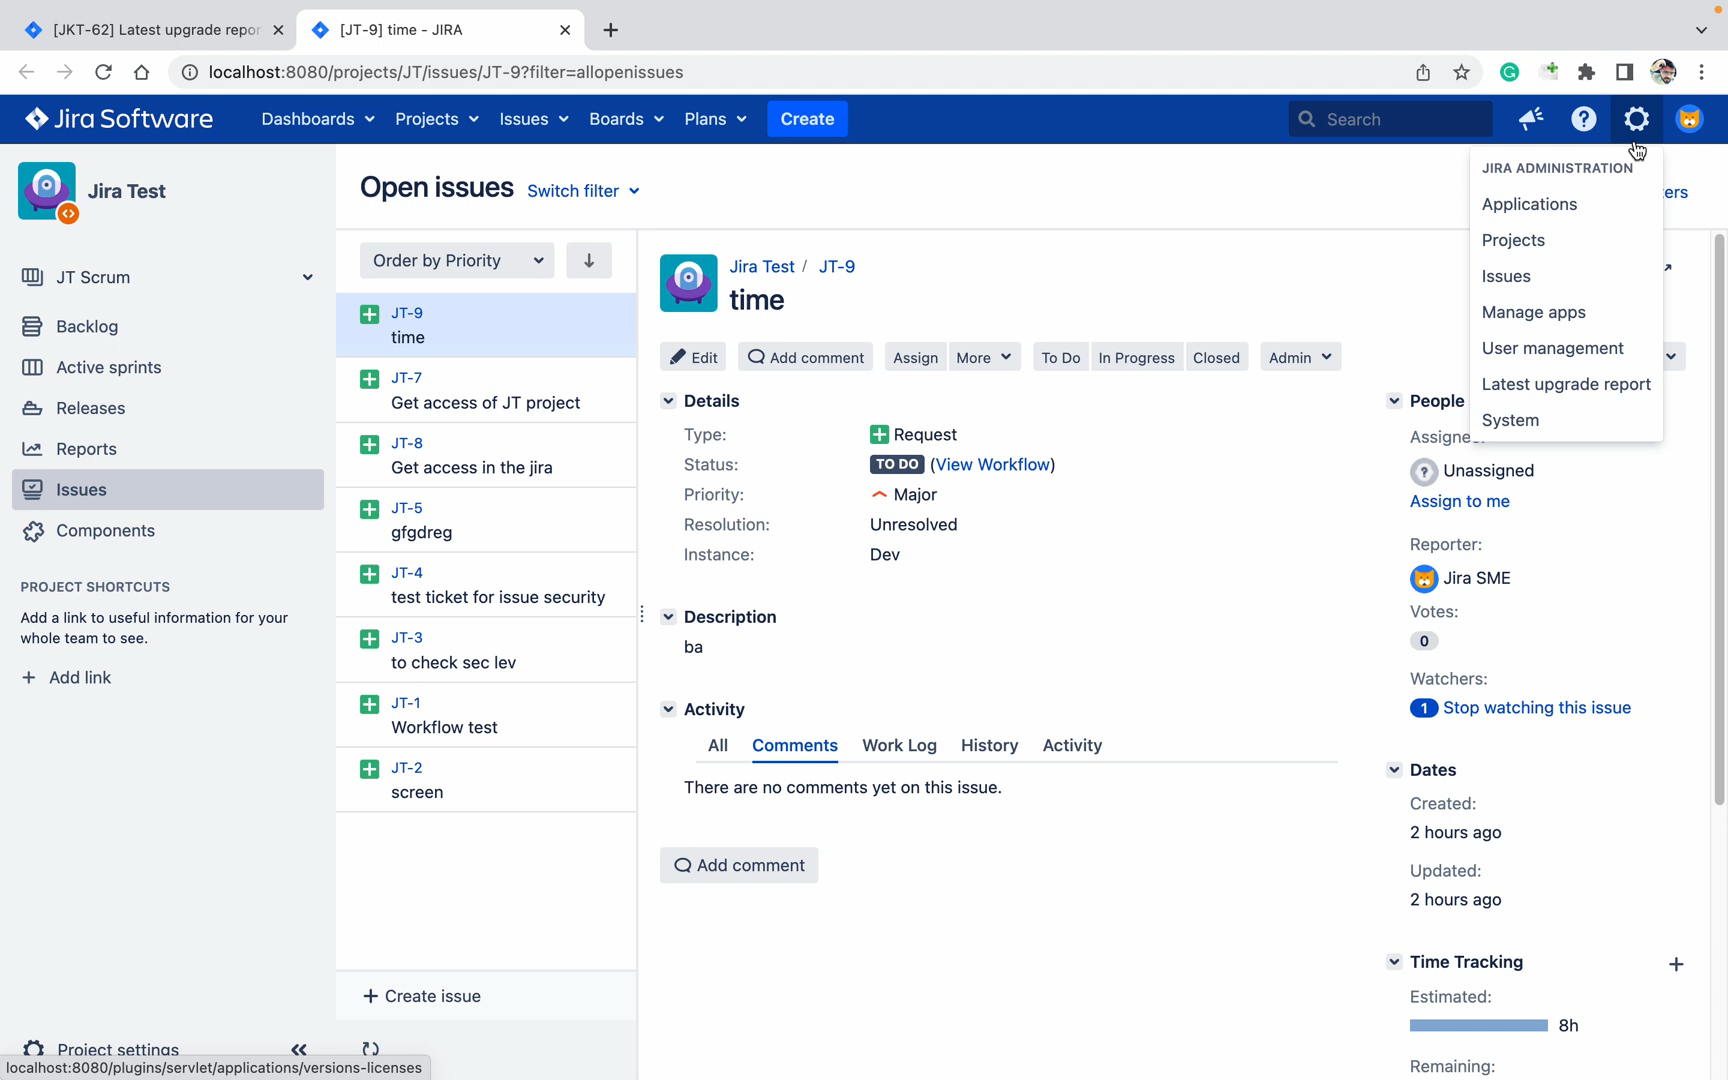 [JKT-62] Latest upgrade repor
[JT-9] time - JIRA
localhost:8080/projects/JT/issues/JT-9?filter=allopenissues
Jira Software
Dashboards
Projects
Issues
Boards
Plans
Create
Search
JIRA ADMINISTRATION
Applications
Projects
Issues
Manage apps
User management
Latest upgrade report
System
Jira Test
JT Scrum
Backlog
Active sprints
Releases
Reports
Issues
Components
PROJECT SHORTCUTS
Add a link to useful information for your
whole team to see.
+ Add link
Project settings
localhost:8080/plugins/servlet/applications/versions-licenses
Open issues
Switch filter
Order by Priority
JT-9
time
JT-7
Get access of JT project
JT-8
Get access in the jira
JT-5
gfgdreg
JT-4
test ticket for issue security
JT-3
to check sec lev
JT-1
Workflow test
JT-2
screen
+ Create issue
Jira Test / JT-9
time
Edit
Add comment
Assign
More
To Do
In Progress
Closed
Admin
Details
Type:
Request
Status:
TO DO (View Workflow)
Priority:
Major
Resolution:
Unresolved
Instance:
Dev
Description
ba
Activity
All
Comments
Work Log
History
Activity
There are no comments yet on this issue.
Add comment
People
Unassigned
Assign to me
Reporter:
Jira SME
Votes:
0
Watchers:
1 Stop watching this issue
Dates
Created:
2 hours ago
Updated:
2 hours ago
Time Tracking
Estimated:
8h
Remaining: